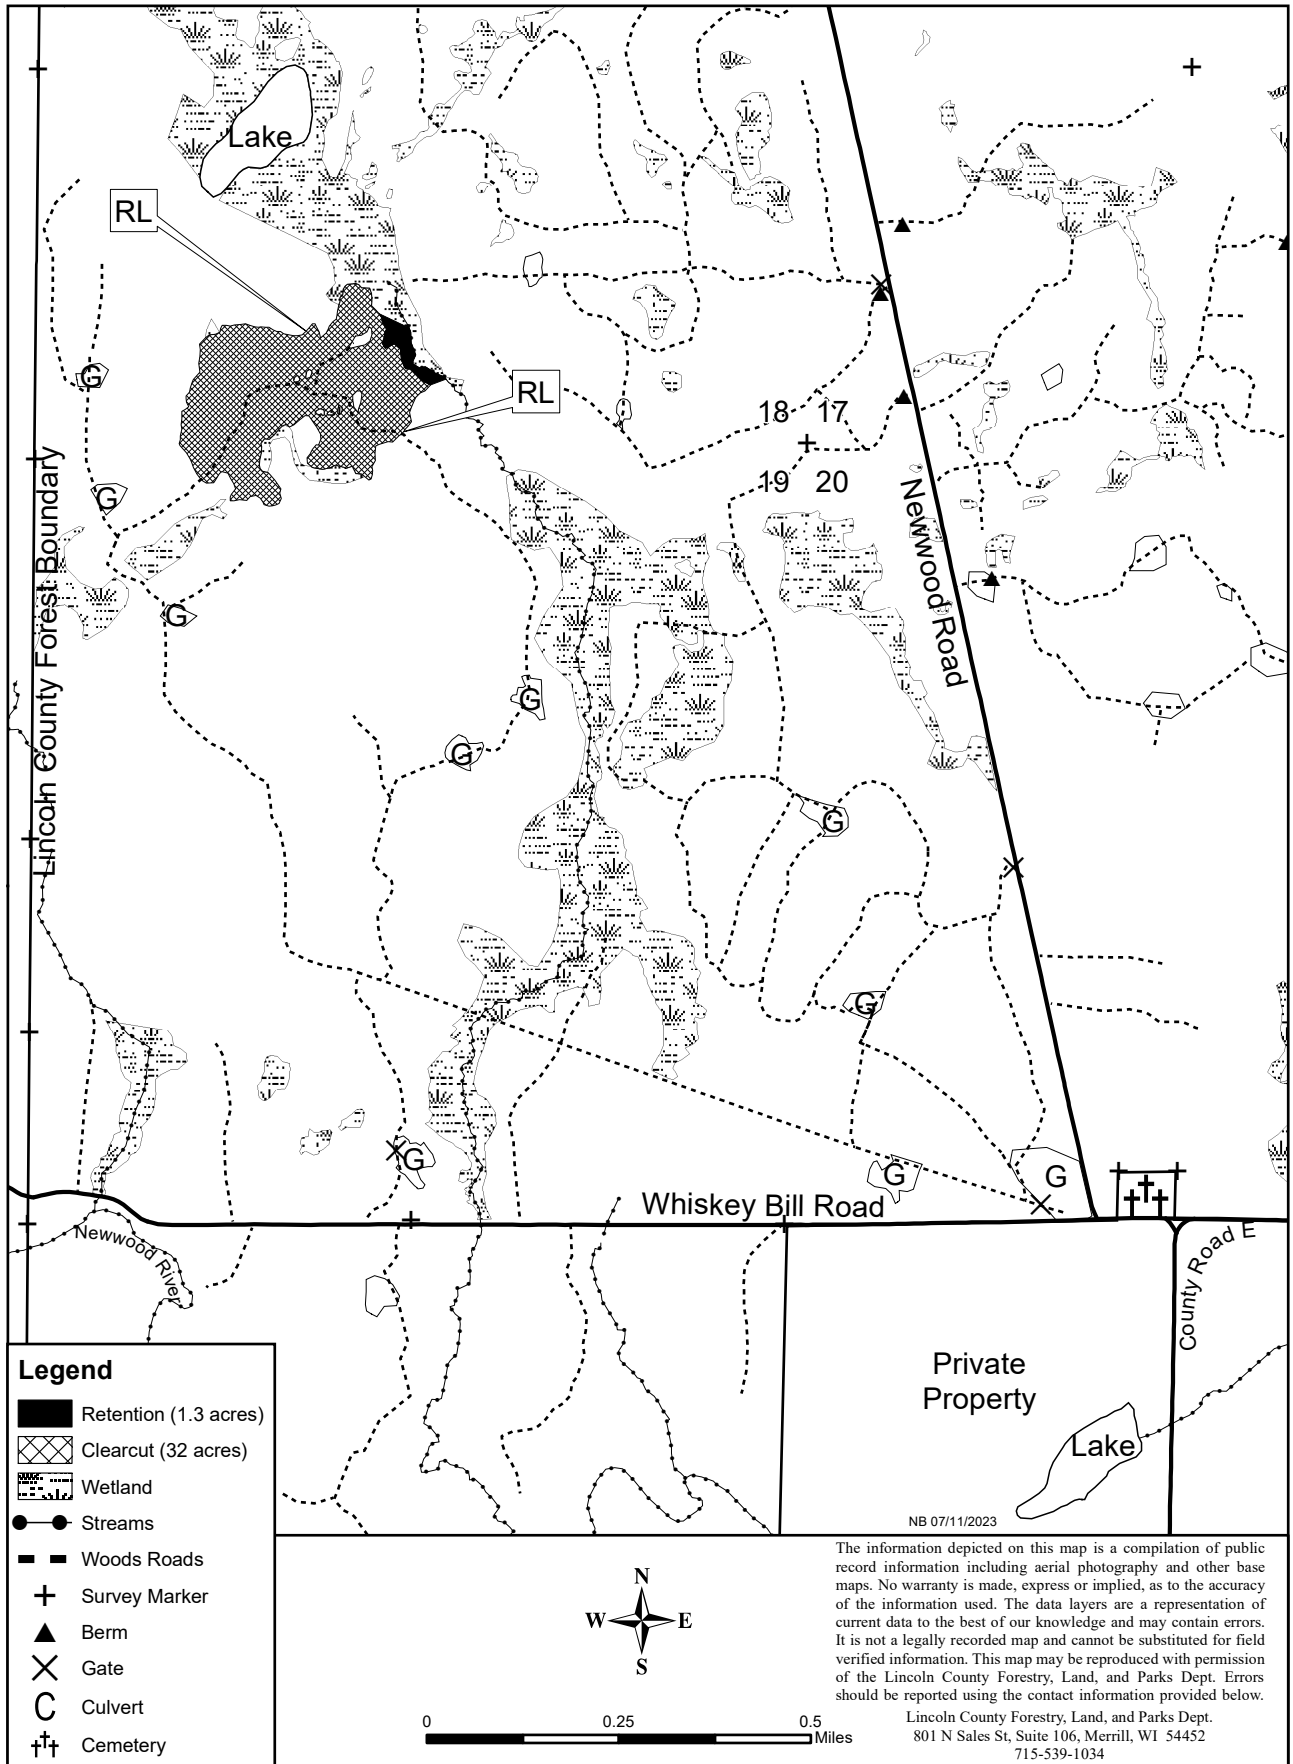 Lake
RL
RL
18 17
19 20
Newwood Road
Lincoln County Forest Boundary
G
G
G
G
G
G
G
G
G
G
Whiskey Bill Road
Newwood River
County Road E
Private
Property
Lake
NB 07/11/2023
Legend
Retention (1.3 acres)
Clearcut (32 acres)
Wetland
Streams
Woods Roads
Survey Marker
Berm
Gate
C Culvert
Cemetery
N
W E
S
0 0.25 0.5
Miles
The information depicted on this map is a compilation of public
record information including aerial photography and other base
maps. No warranty is made, express or implied, as to the accuracy
of the information used. The data layers are a representation of
current data to the best of our knowledge and may contain errors.
It is not a legally recorded map and cannot be substituted for field
verified information. This map may be reproduced with permission
of the Lincoln County Forestry, Land, and Parks Dept. Errors
should be reported using the contact information provided below.
Lincoln County Forestry, Land, and Parks Dept.
801 N Sales St, Suite 106, Merrill, WI 54452
715-539-1034